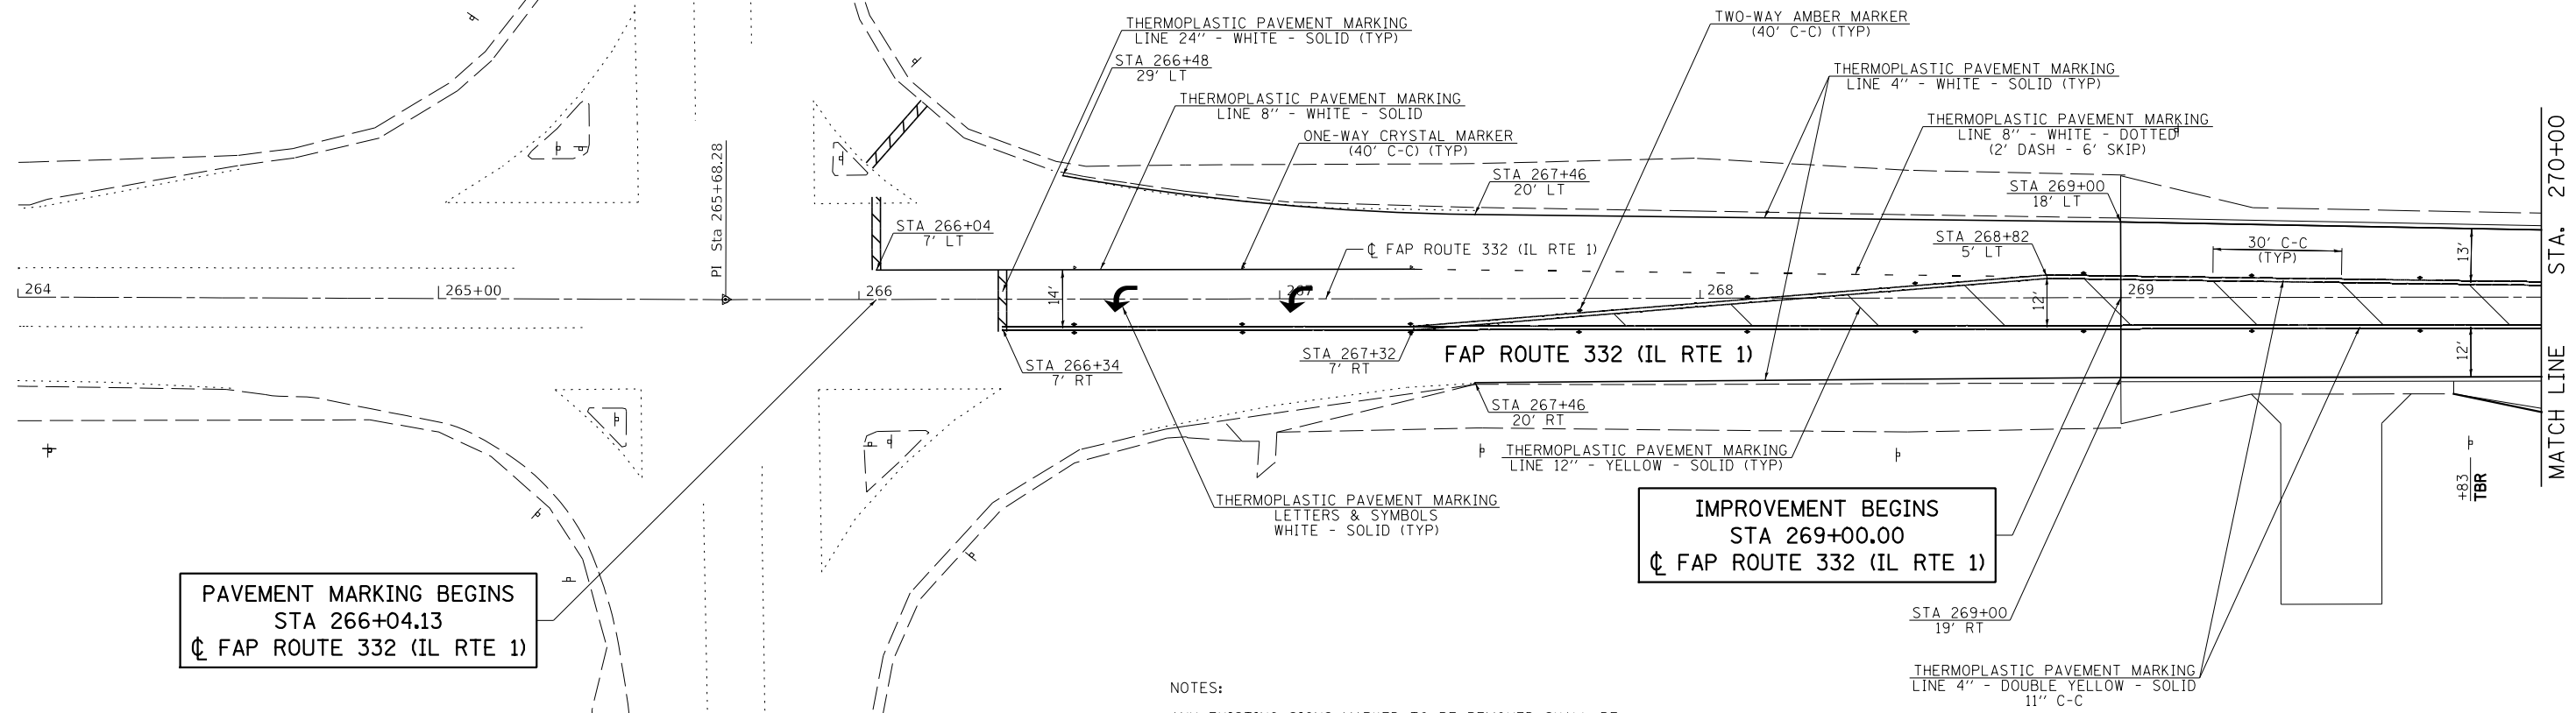 THERMOPLASTIC PAVEMENT MARKING
LINE 24" - WHITE - SOLID (TYP)
STA 266+48
29' LT
THERMOPLASTIC PAVEMENT MARKING
LINE 8" - WHITE - SOLID
ONE-WAY CRYSTAL MARKER
(40' C-C) (TYP)
TWO-WAY AMBER MARKER
(40' C-C) (TYP)
THERMOPLASTIC PAVEMENT MARKING
LINE 4" - WHITE - SOLID (TYP)
THERMOPLASTIC PAVEMENT MARKING
LINE 8" - WHITE - DOTTED
(2' DASH - 6' SKIP)
STA 267+46
20' LT
STA 269+00
18' LT
STA 266+04
7' LT
℄ FAP ROUTE 332 (IL RTE 1)
STA 268+82
5' LT
30' C-C
(TYP)
13'
PI Sta 265+68.28
264
265+00
266
267
268
269
14'
12'
12'
STA 266+34
7' RT
STA 267+32
7' RT
FAP ROUTE 332 (IL RTE 1)
STA 267+46
20' RT
THERMOPLASTIC PAVEMENT MARKING
LINE 12" - YELLOW - SOLID (TYP)
THERMOPLASTIC PAVEMENT MARKING
LETTERS & SYMBOLS
WHITE - SOLID (TYP)
IMPROVEMENT BEGINS
STA 269+00.00
℄ FAP ROUTE 332 (IL RTE 1)
PAVEMENT MARKING BEGINS
STA 266+04.13
℄ FAP ROUTE 332 (IL RTE 1)
STA 269+00
19' RT
THERMOPLASTIC PAVEMENT MARKING
LINE 4" - DOUBLE YELLOW - SOLID
11" C-C
+83
TBR
MATCH LINE STA. 270+00
NOTES: